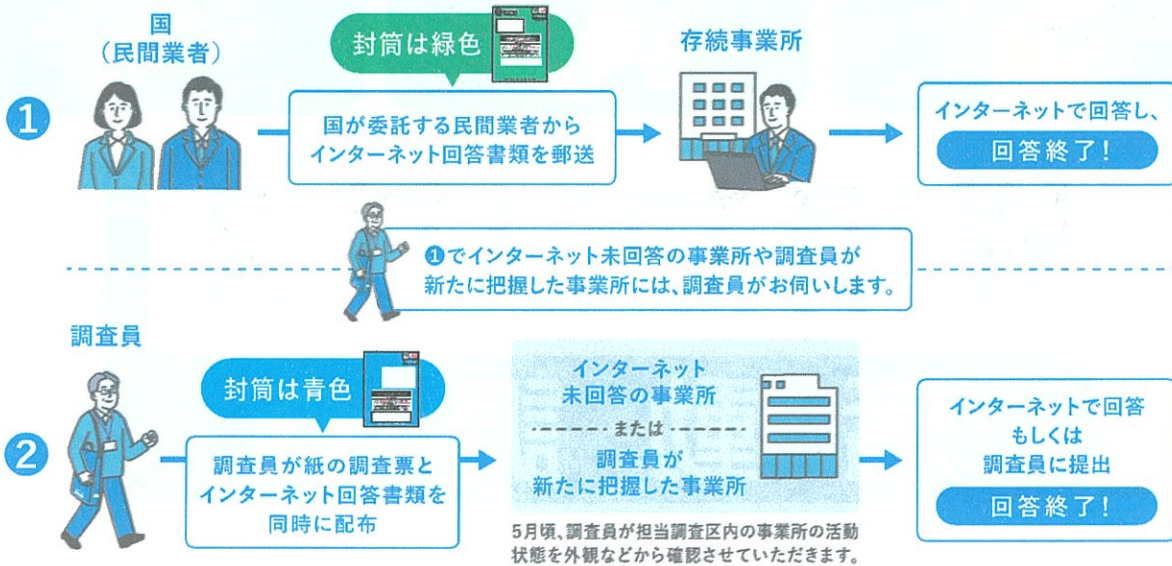 国
（民間業者）
封筒は緑色
存続事業所
❶
国が委託する民間業者から
インターネット回答書類を郵送
インターネットで回答し、
回答終了！
❶でインターネット未回答の事業所や調査員が
新たに把握した事業所には、調査員がお伺いします。
調査員
封筒は青色
❷
調査員が紙の調査票と
インターネット回答書類を
同時に配布
インターネット
未回答の事業所
または
調査員が
新たに把握した事業所
5月頃、調査員が担当調査区内の事業所の活動
状態を外観などから確認させていただきます。
インターネットで回答
もしくは
調査員に提出
回答終了！